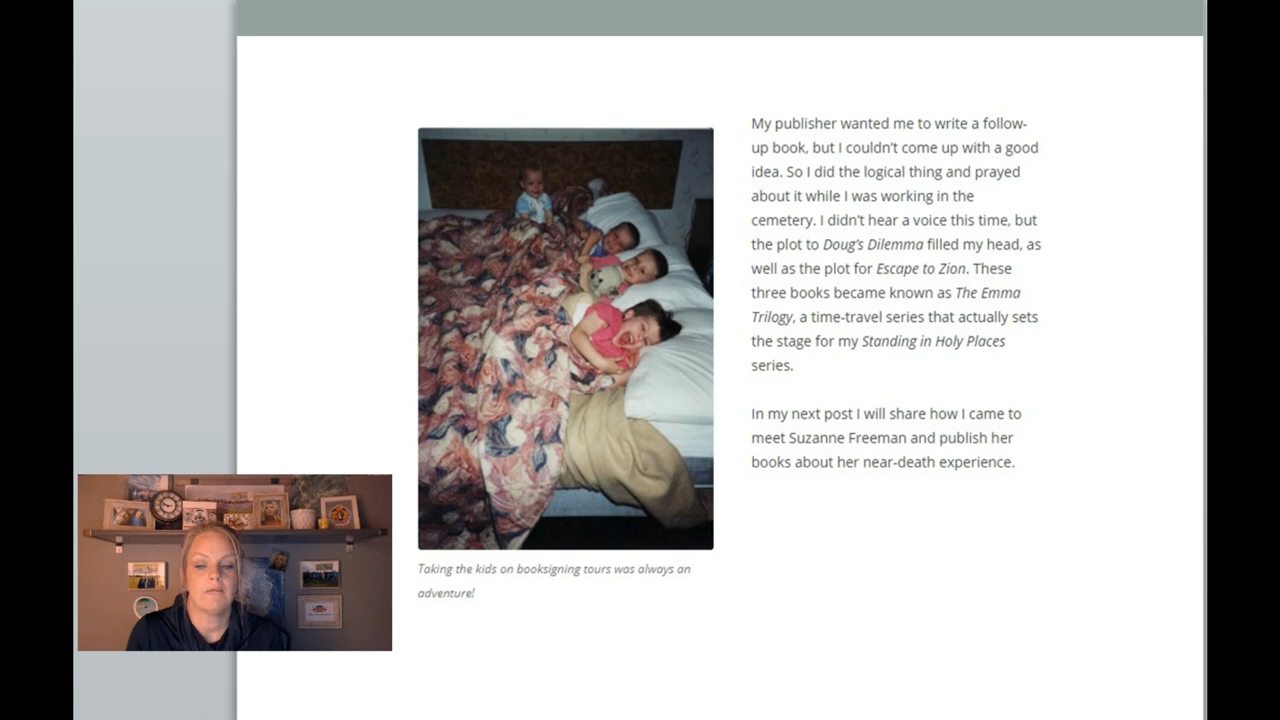 My publisher wanted me to write a follow-
up book, but I couldn't come up with a good
idea. So I did the logical thing and prayed
about it while I was working in the
cemetery. I didn't hear a voice this time, but
the plot to Doug's Dilemma filled my head, as
well as the plot for Escape to Zion. These
three books became known as The Emma
Trilogy, a time-travel series that actually sets
the stage for my Standing in Holy Places
series.
In my next post I will share how I came to
meet Suzanne Freeman and publish her
books about her near-death experience.
Taking the kids on booksigning tours was always an
adventure!